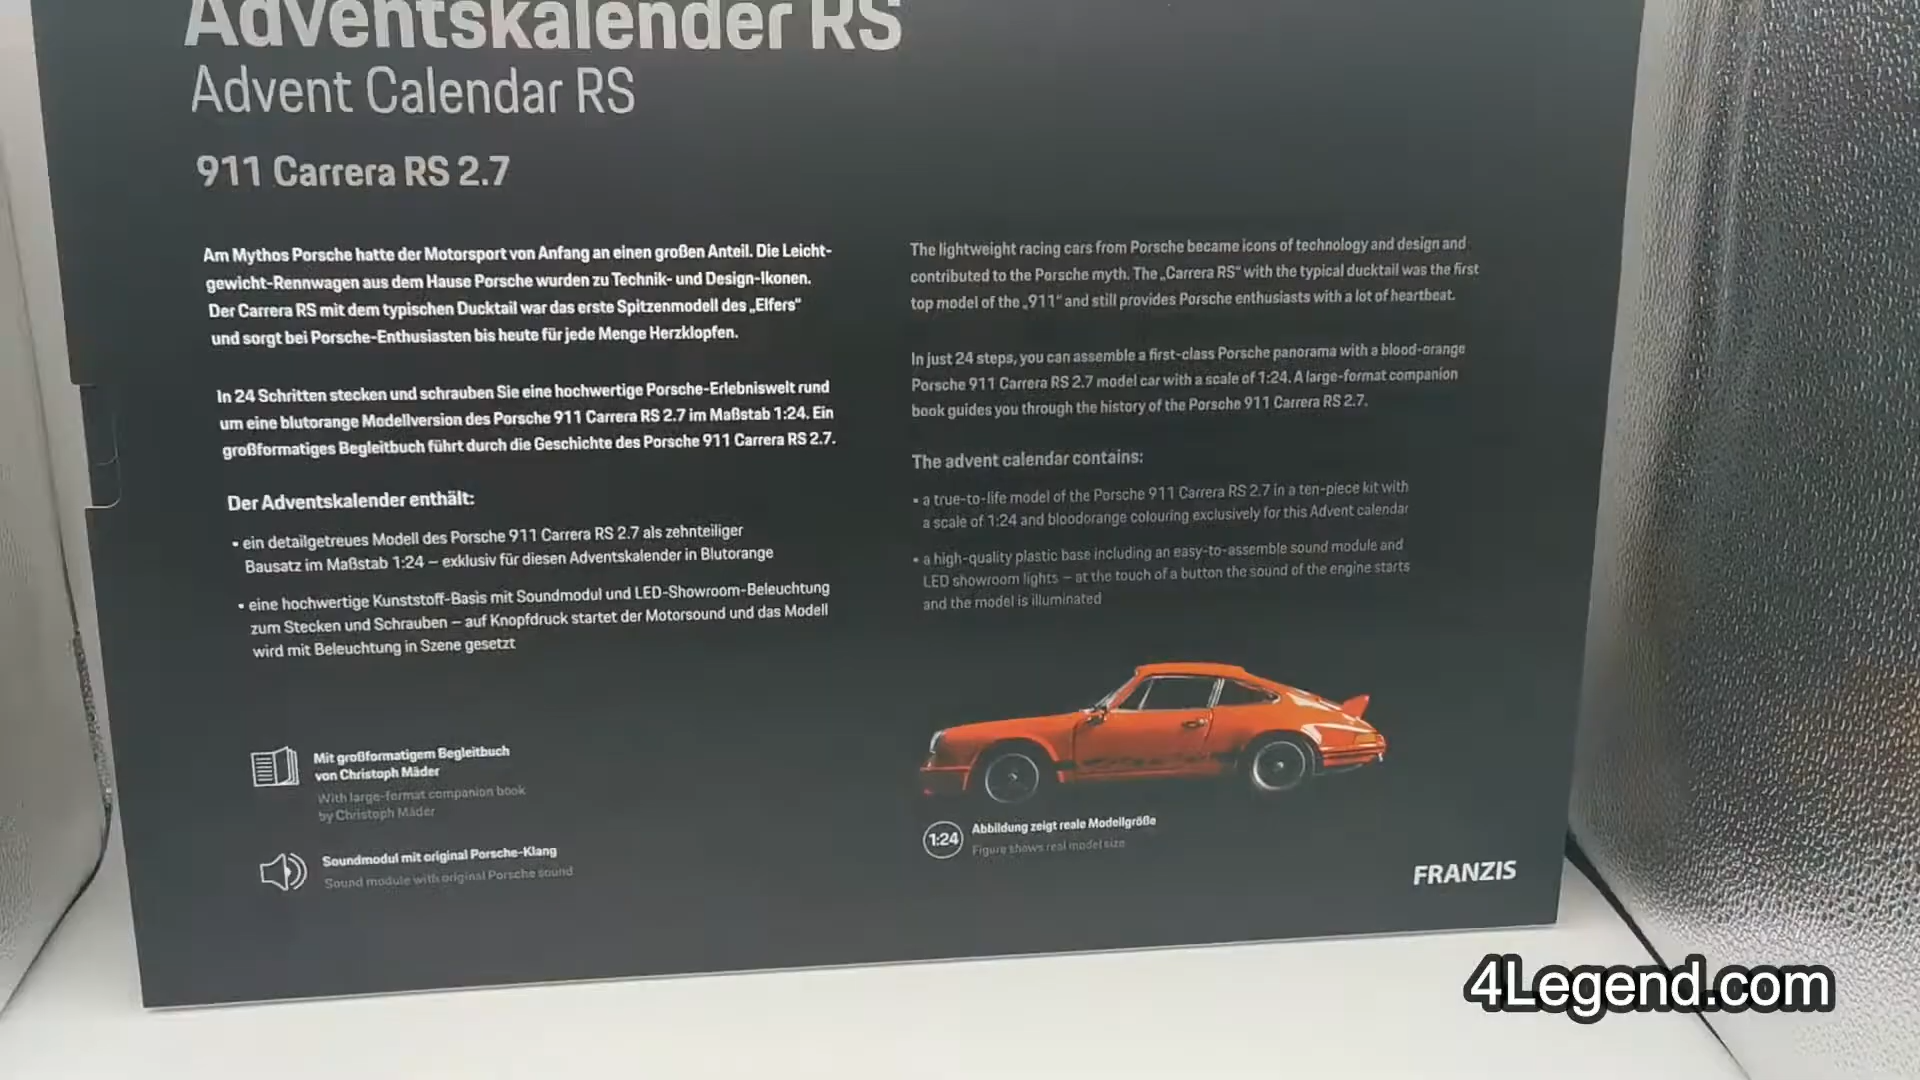 Adventskalender RS
Advent Calendar RS
911 Carrera RS 2.7
Am Mythos Porsche hatte der Motorsport von Anfang an einen großen Anteil. Die Leicht-
gewicht-Rennwagen aus dem Hause Porsche wurden zu Technik- und Design-Ikonen.
Der Carrera RS mit dem typischen Ducktail war das erste Spitzenmodell des „Elfers“
und sorgt bei Porsche-Enthusiasten bis heute für jede Menge Herzklopfen.
In 24 Schritten stecken und schrauben Sie eine hochwertige Porsche-Erlebniswelt rund
um eine blutorange Modellversion des Porsche 911 Carrera RS 2.7 im Maßstab 1:24. Ein
großformatiges Begleitbuch führt durch die Geschichte des Porsche 911 Carrera RS 2.7.
Der Adventskalender enthält:
• ein detailgetreues Modell des Porsche 911 Carrera RS 2.7 als zehnteiliger
Bausatz im Maßstab 1:24 – exklusiv für diesen Adventskalender in Blutorange
• eine hochwertige Kunststoff-Basis mit Soundmodul und LED-Showroom-Beleuchtung
zum Stecken und Schrauben – auf Knopfdruck startet der Motorsound und das Modell
wird mit Beleuchtung in Szene gesetzt
Mit großformatigem Begleitbuch
von Christoph Mäder
With large-format companion book
by Christoph Mäder
Soundmodul mit original Porsche-Klang
Sound module with original Porsche sound
The lightweight racing cars from Porsche became icons of technology and design and
contributed to the Porsche myth. The „Carrera RS“ with the typical ducktail was the first
top model of the „911“ and still provides Porsche enthusiasts with a lot of heartbeat.
In just 24 steps, you can assemble a first-class Porsche panorama with a blood-orange
Porsche 911 Carrera RS 2.7 model car with a scale of 1:24. A large-format companion
book guides you through the history of the Porsche 911 Carrera RS 2.7.
The advent calendar contains:
• a true-to-life model of the Porsche 911 Carrera RS 2.7 in a ten-piece kit with
a scale of 1:24 and bloodorange colouring exclusively for this Advent calendar
• a high-quality plastic base including an easy-to-assemble sound module and
LED showroom lights – at the touch of a button the sound of the engine starts
and the model is illuminated
1:24
Abbildung zeigt reale Modellgröße
Figure shows real model size
FRANZIS
4Legend.com